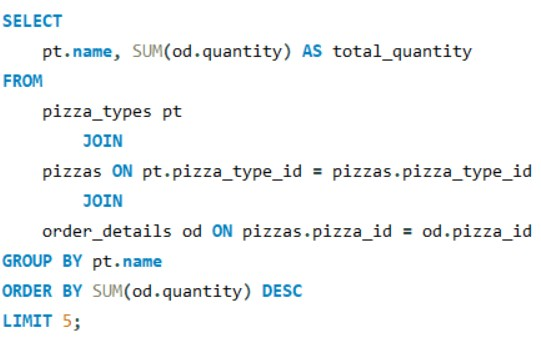 SELECT
    pt.name, SUM(od.quantity) AS total_quantity
FROM
    pizza_types pt
        JOIN
    pizzas ON pt.pizza_type_id = pizzas.pizza_type_id
        JOIN
    order_details od ON pizzas.pizza_id = od.pizza_id
GROUP BY pt.name
ORDER BY SUM(od.quantity) DESC
LIMIT 5;